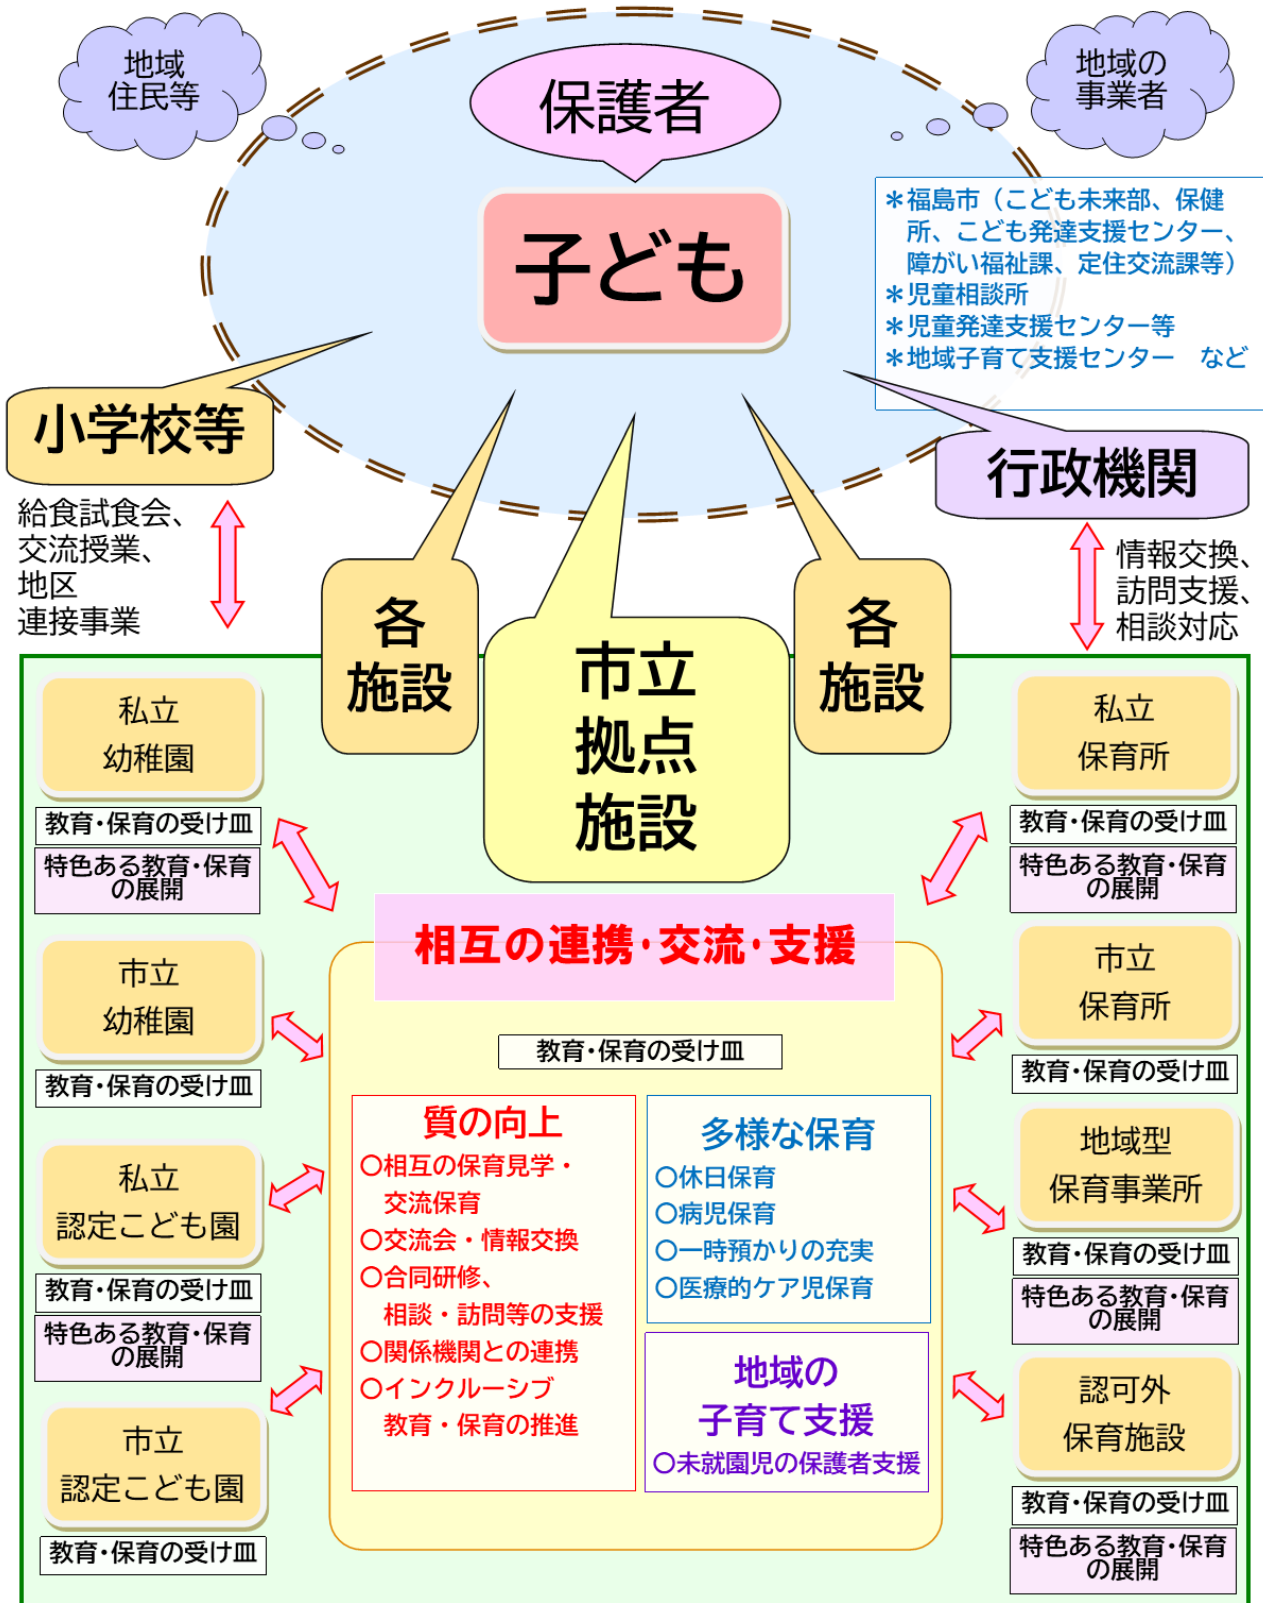 地域
住民等
保護者
地域の
事業者
子ども
＊福島市（こども未来部、保健
所、こども発達支援センター、
障がい福祉課、定住交流課等）
＊児童相談所
＊児童発達支援センター等
＊地域子育て支援センター　など
小学校等
行政機関
給食試食会、
交流授業、
地区
連接事業
情報交換、
訪問支援、
相談対応
各
施設
市立
拠点
施設
各
施設
私立
幼稚園
教育・保育の受け皿
特色ある教育・保育
の展開
市立
幼稚園
教育・保育の受け皿
私立
認定こども園
教育・保育の受け皿
特色ある教育・保育
の展開
市立
認定こども園
教育・保育の受け皿
相互の連携・交流・支援
教育・保育の受け皿
質の向上
〇相互の保育見学・
交流保育
〇交流会・情報交換
〇合同研修、
相談・訪問等の支援
〇関係機関との連携
〇インクルーシブ
教育・保育の推進
多様な保育
〇休日保育
〇病児保育
〇一時預かりの充実
〇医療的ケア児保育
地域の
子育て支援
〇未就園児の保護者支援
私立
保育所
教育・保育の受け皿
特色ある教育・保育
の展開
市立
保育所
教育・保育の受け皿
地域型
保育事業所
教育・保育の受け皿
特色ある教育・保育
の展開
認可外
保育施設
教育・保育の受け皿
特色ある教育・保育
の展開